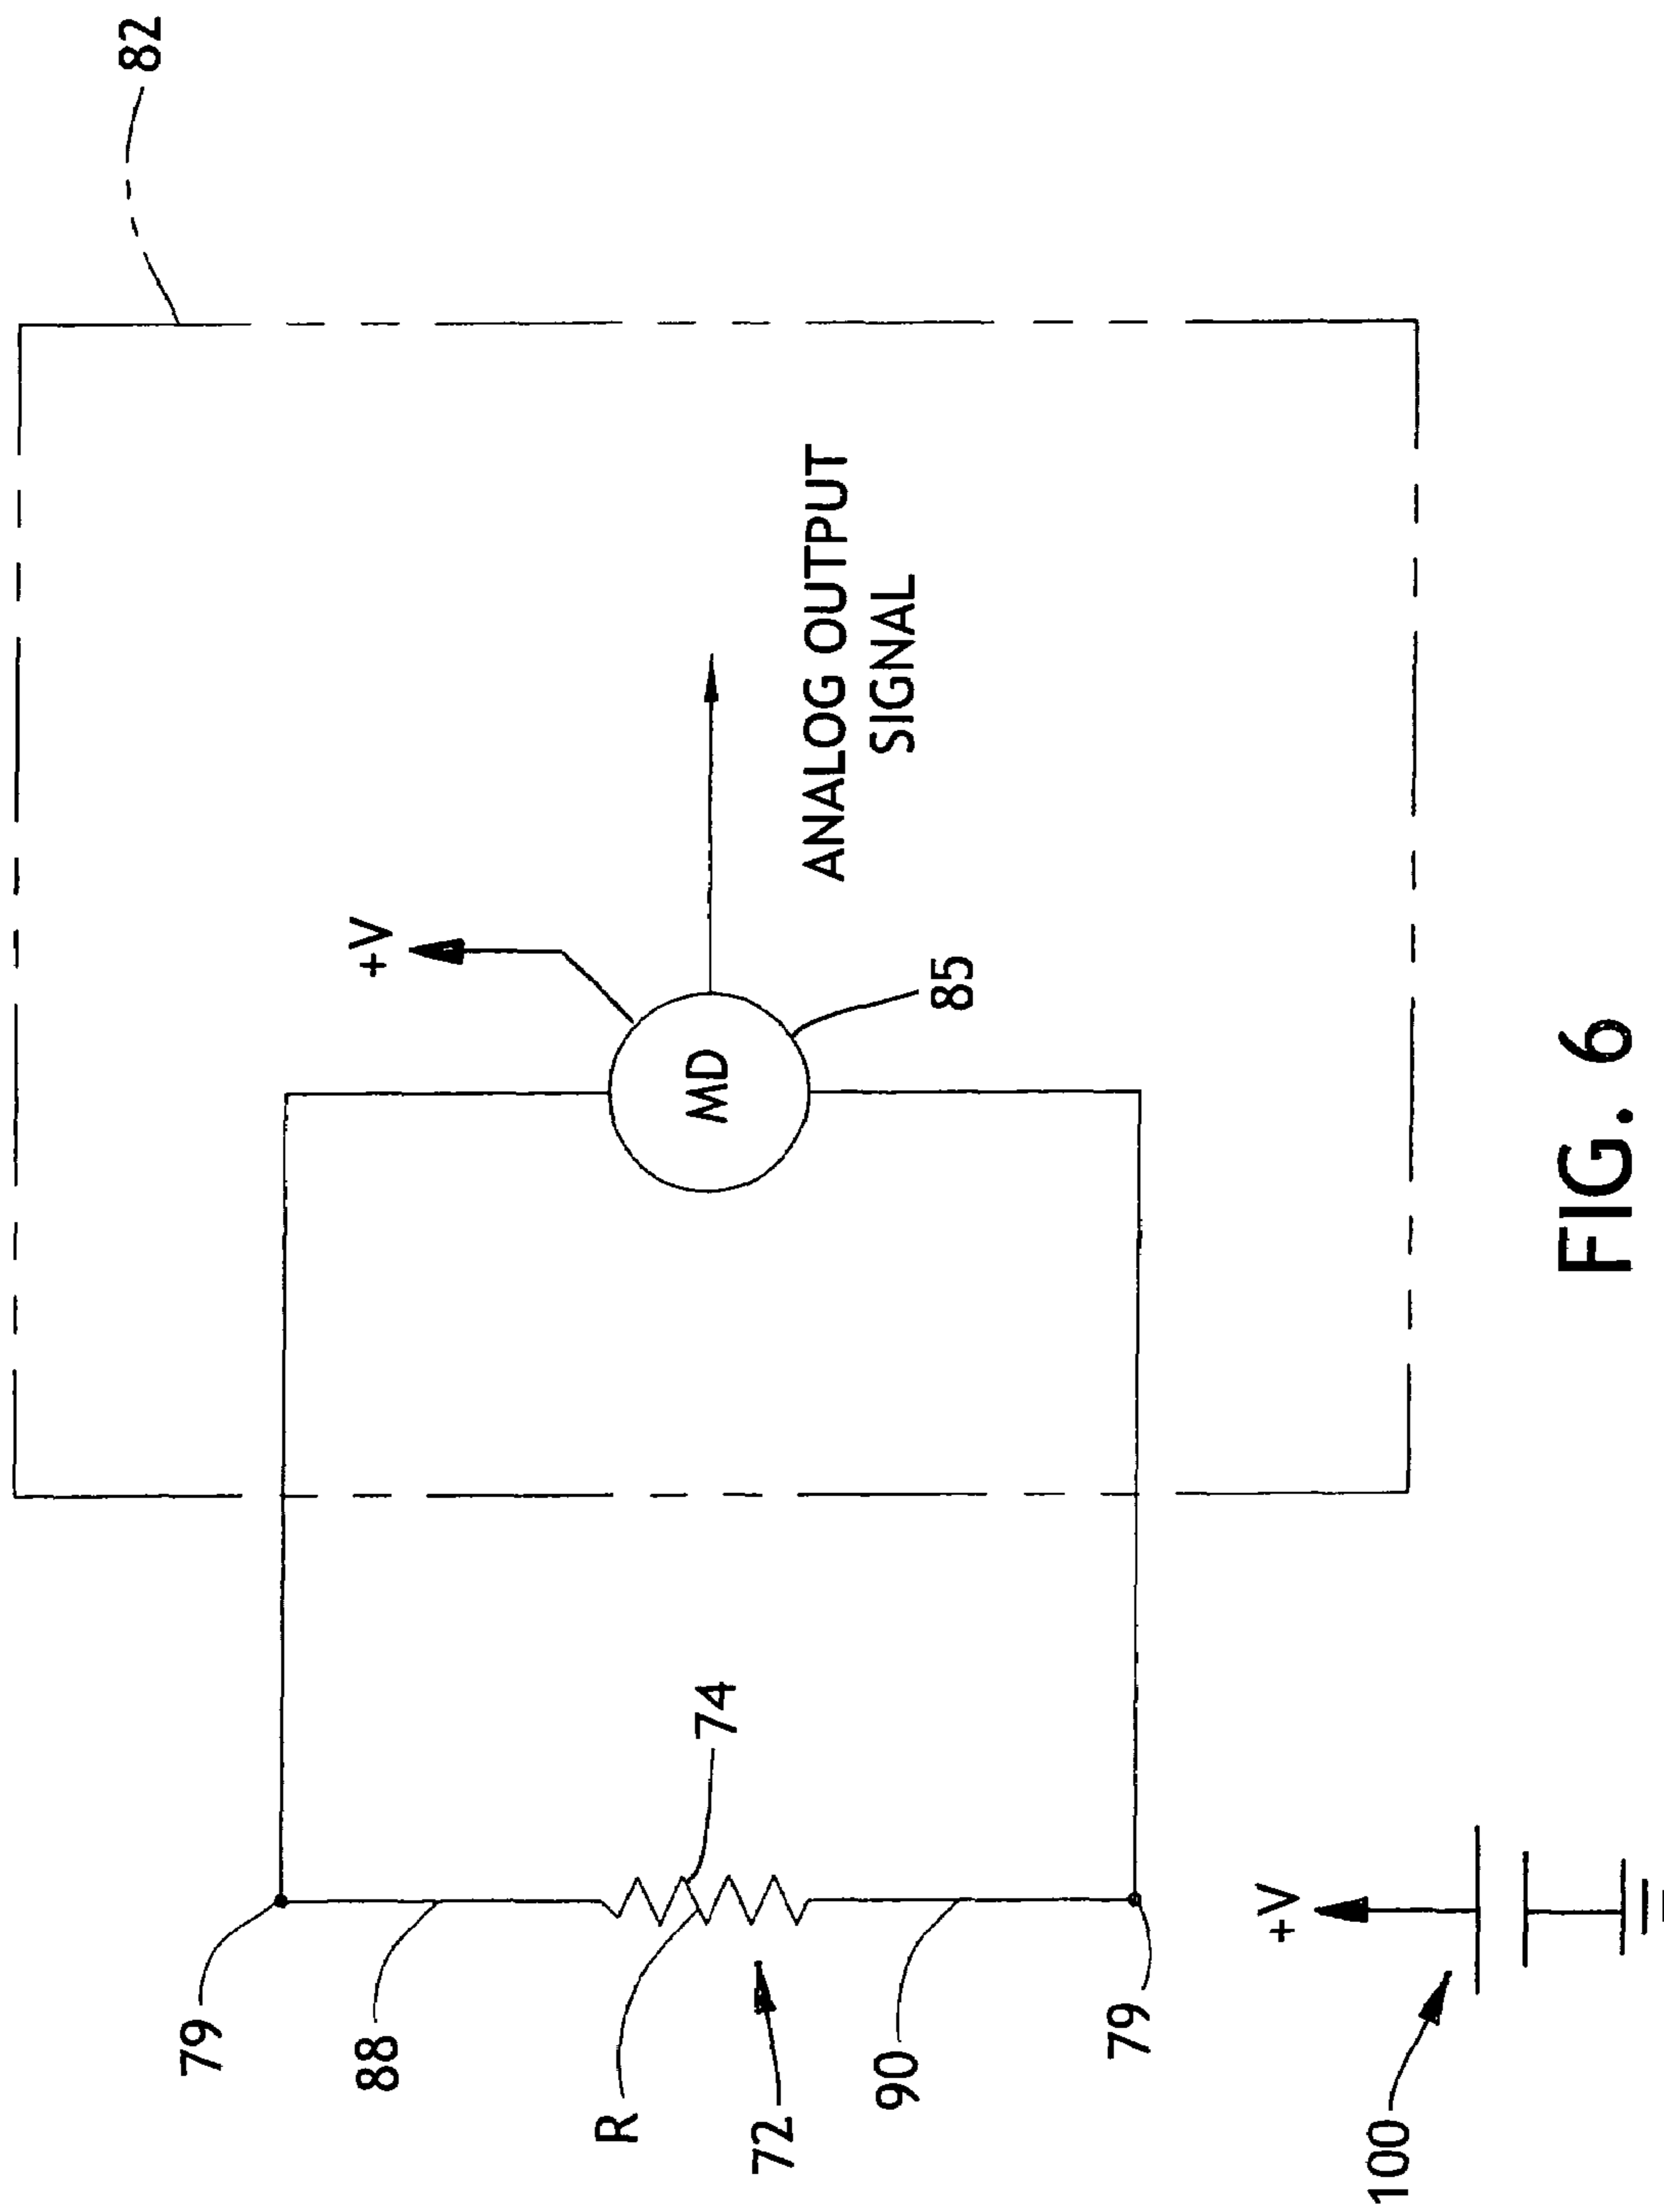 82
79
+V
88
R
MD
74
72
ANALOG OUTPUT
SIGNAL
90
85
79
+V
100
FIG. 6